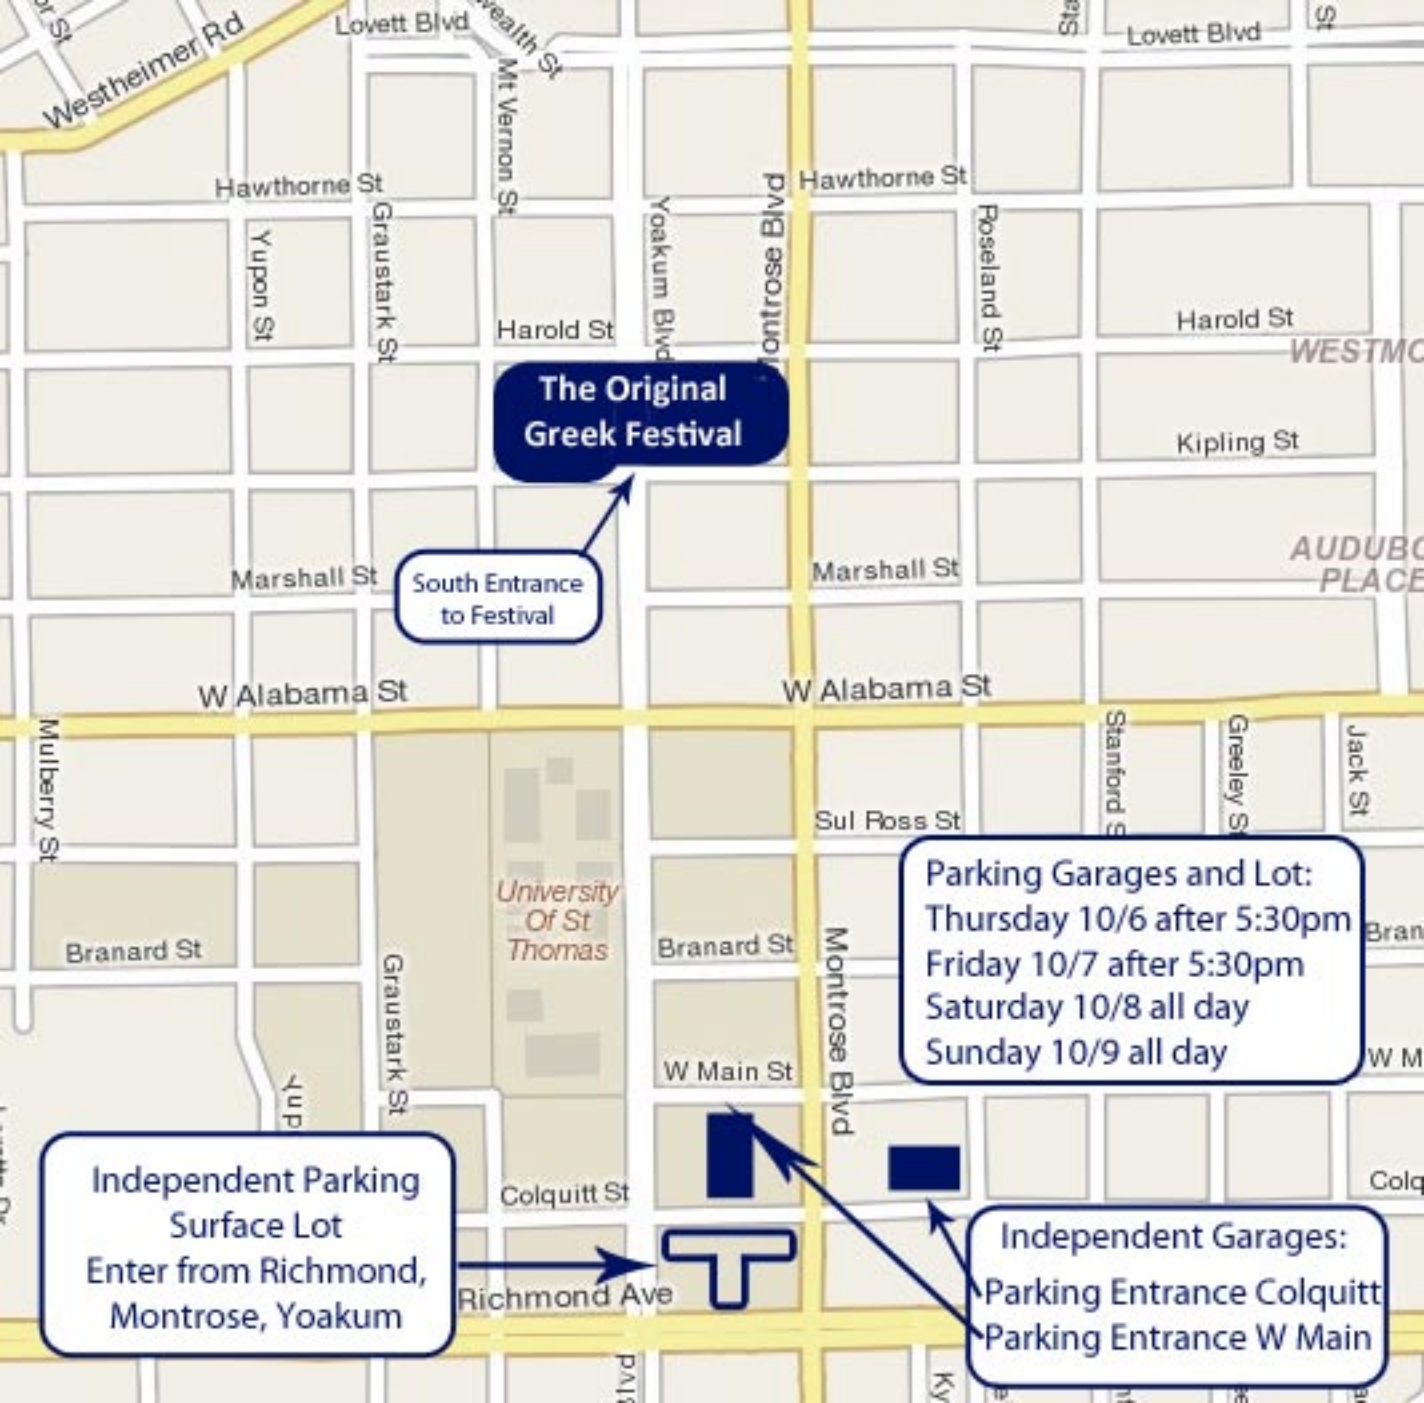 Lovett Blvd
Lovett Blvd
St
Westheimer Rd
Mt Vernon St
Hawthorne St
Hawthorne St
Yupon St
Graustark St
Yoakum Blvd
Roseland St
Harold St
Harold St
The Original
Greek Festival
Kipling St
South Entrance
to Festival
Marshall St
Marshall St
W Alabama St
W Alabama St
Mulberry St
Stanford S
Greeley St
Jack St
Sul Ross St
University
Of St
Thomas
Parking Garages and Lot:
Thursday 10/6 after 5:30pm
Friday 10/7 after 5:30pm
Saturday 10/8 all day
Sunday 10/9 all day
Branard St
Branard St
Graustark St
Montrose Blvd
W Main St
W M
Independent Parking
Surface Lot
Enter from Richmond,
Montrose, Yoakum
Colquitt St
Colq
Independent Garages:
Parking Entrance Colquitt
Parking Entrance W Main
Richmond Ave
Ky